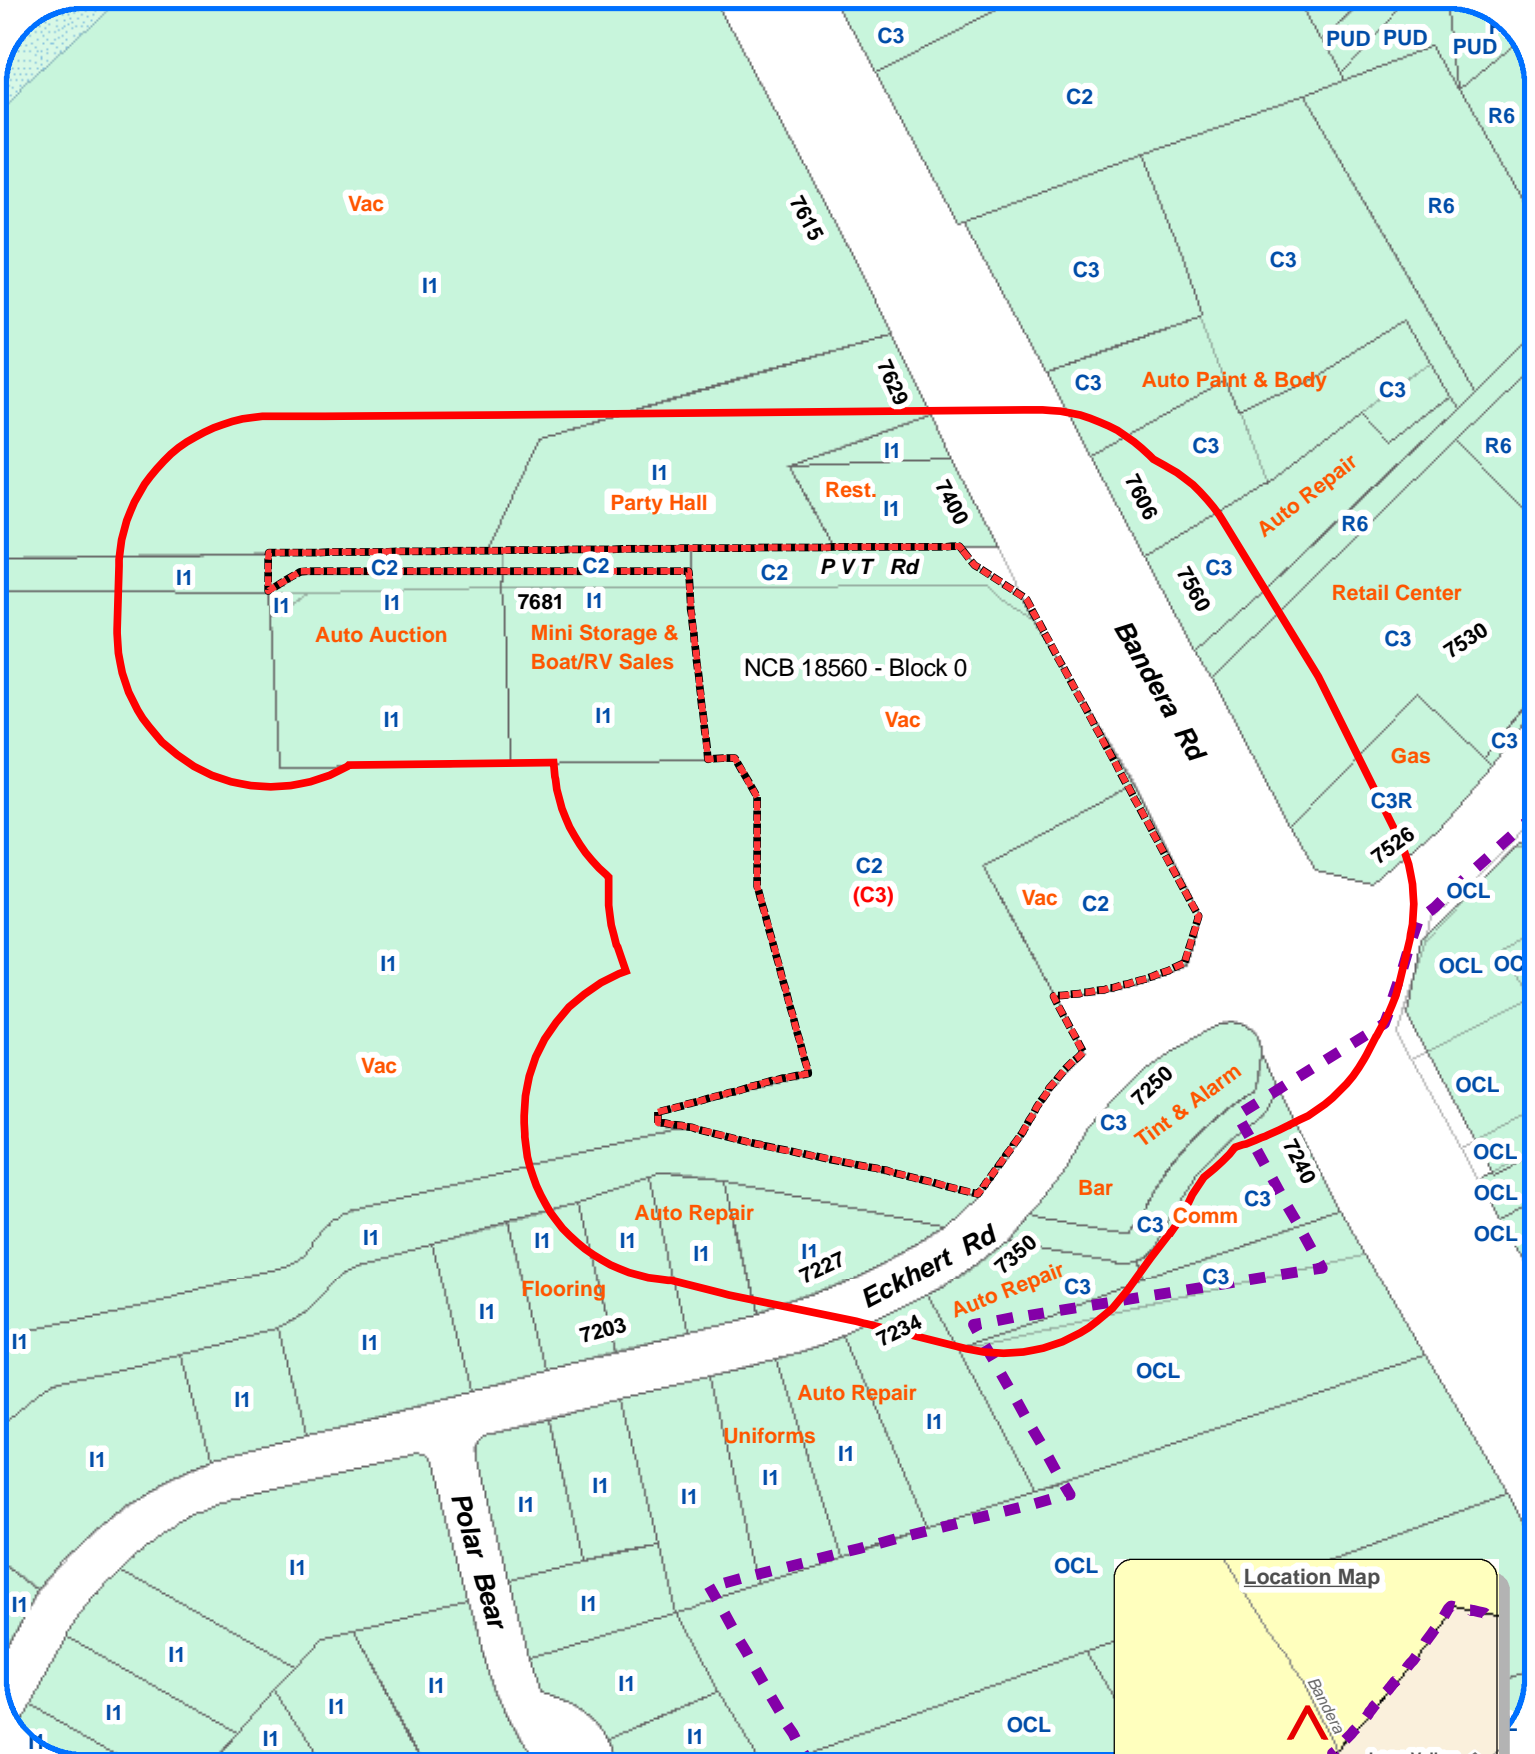 C3
PUD
PUD
PUD
C2
R6
Vac
R6
7615
I1
C3
C3
7629
C3
Auto Paint & Body
C3
I1
C3
R6
I1
Party Hall
Rest.
I1
7400
7606
Auto Repair
R6
I1
C2
C2
C2
PVT Rd
C3
7560
Retail Center
I1
I1
7681
I1
Auto Auction
Mini Storage &
Boat/RV Sales
Bandera Rd
C3
7530
NCB 18560 - Block 0
I1
I1
Vac
C3
Gas
C3R
7526
C2
(C3)
Vac
C2
OCL
I1
OCL
Vac
7250
Tint & Alarm
OCL
C3
OCL
7240
Bar
C3
OCL
I1
I1
I1
Auto Repair
I1
I1
7227
Eckhert Rd
7350
C3
Comm
OCL
Flooring
I1
Auto Repair
C3
C3
I1
I1
7203
7234
OCL
I1
Auto Repair
I1
Uniforms
I1
I1
I1
I1
I1
I1
I1
Polar Bear
I1
I1
I1
OCL
Location Map
I1
I1
I1
I1
I1
I1
I1
I1
OCL
Bandera